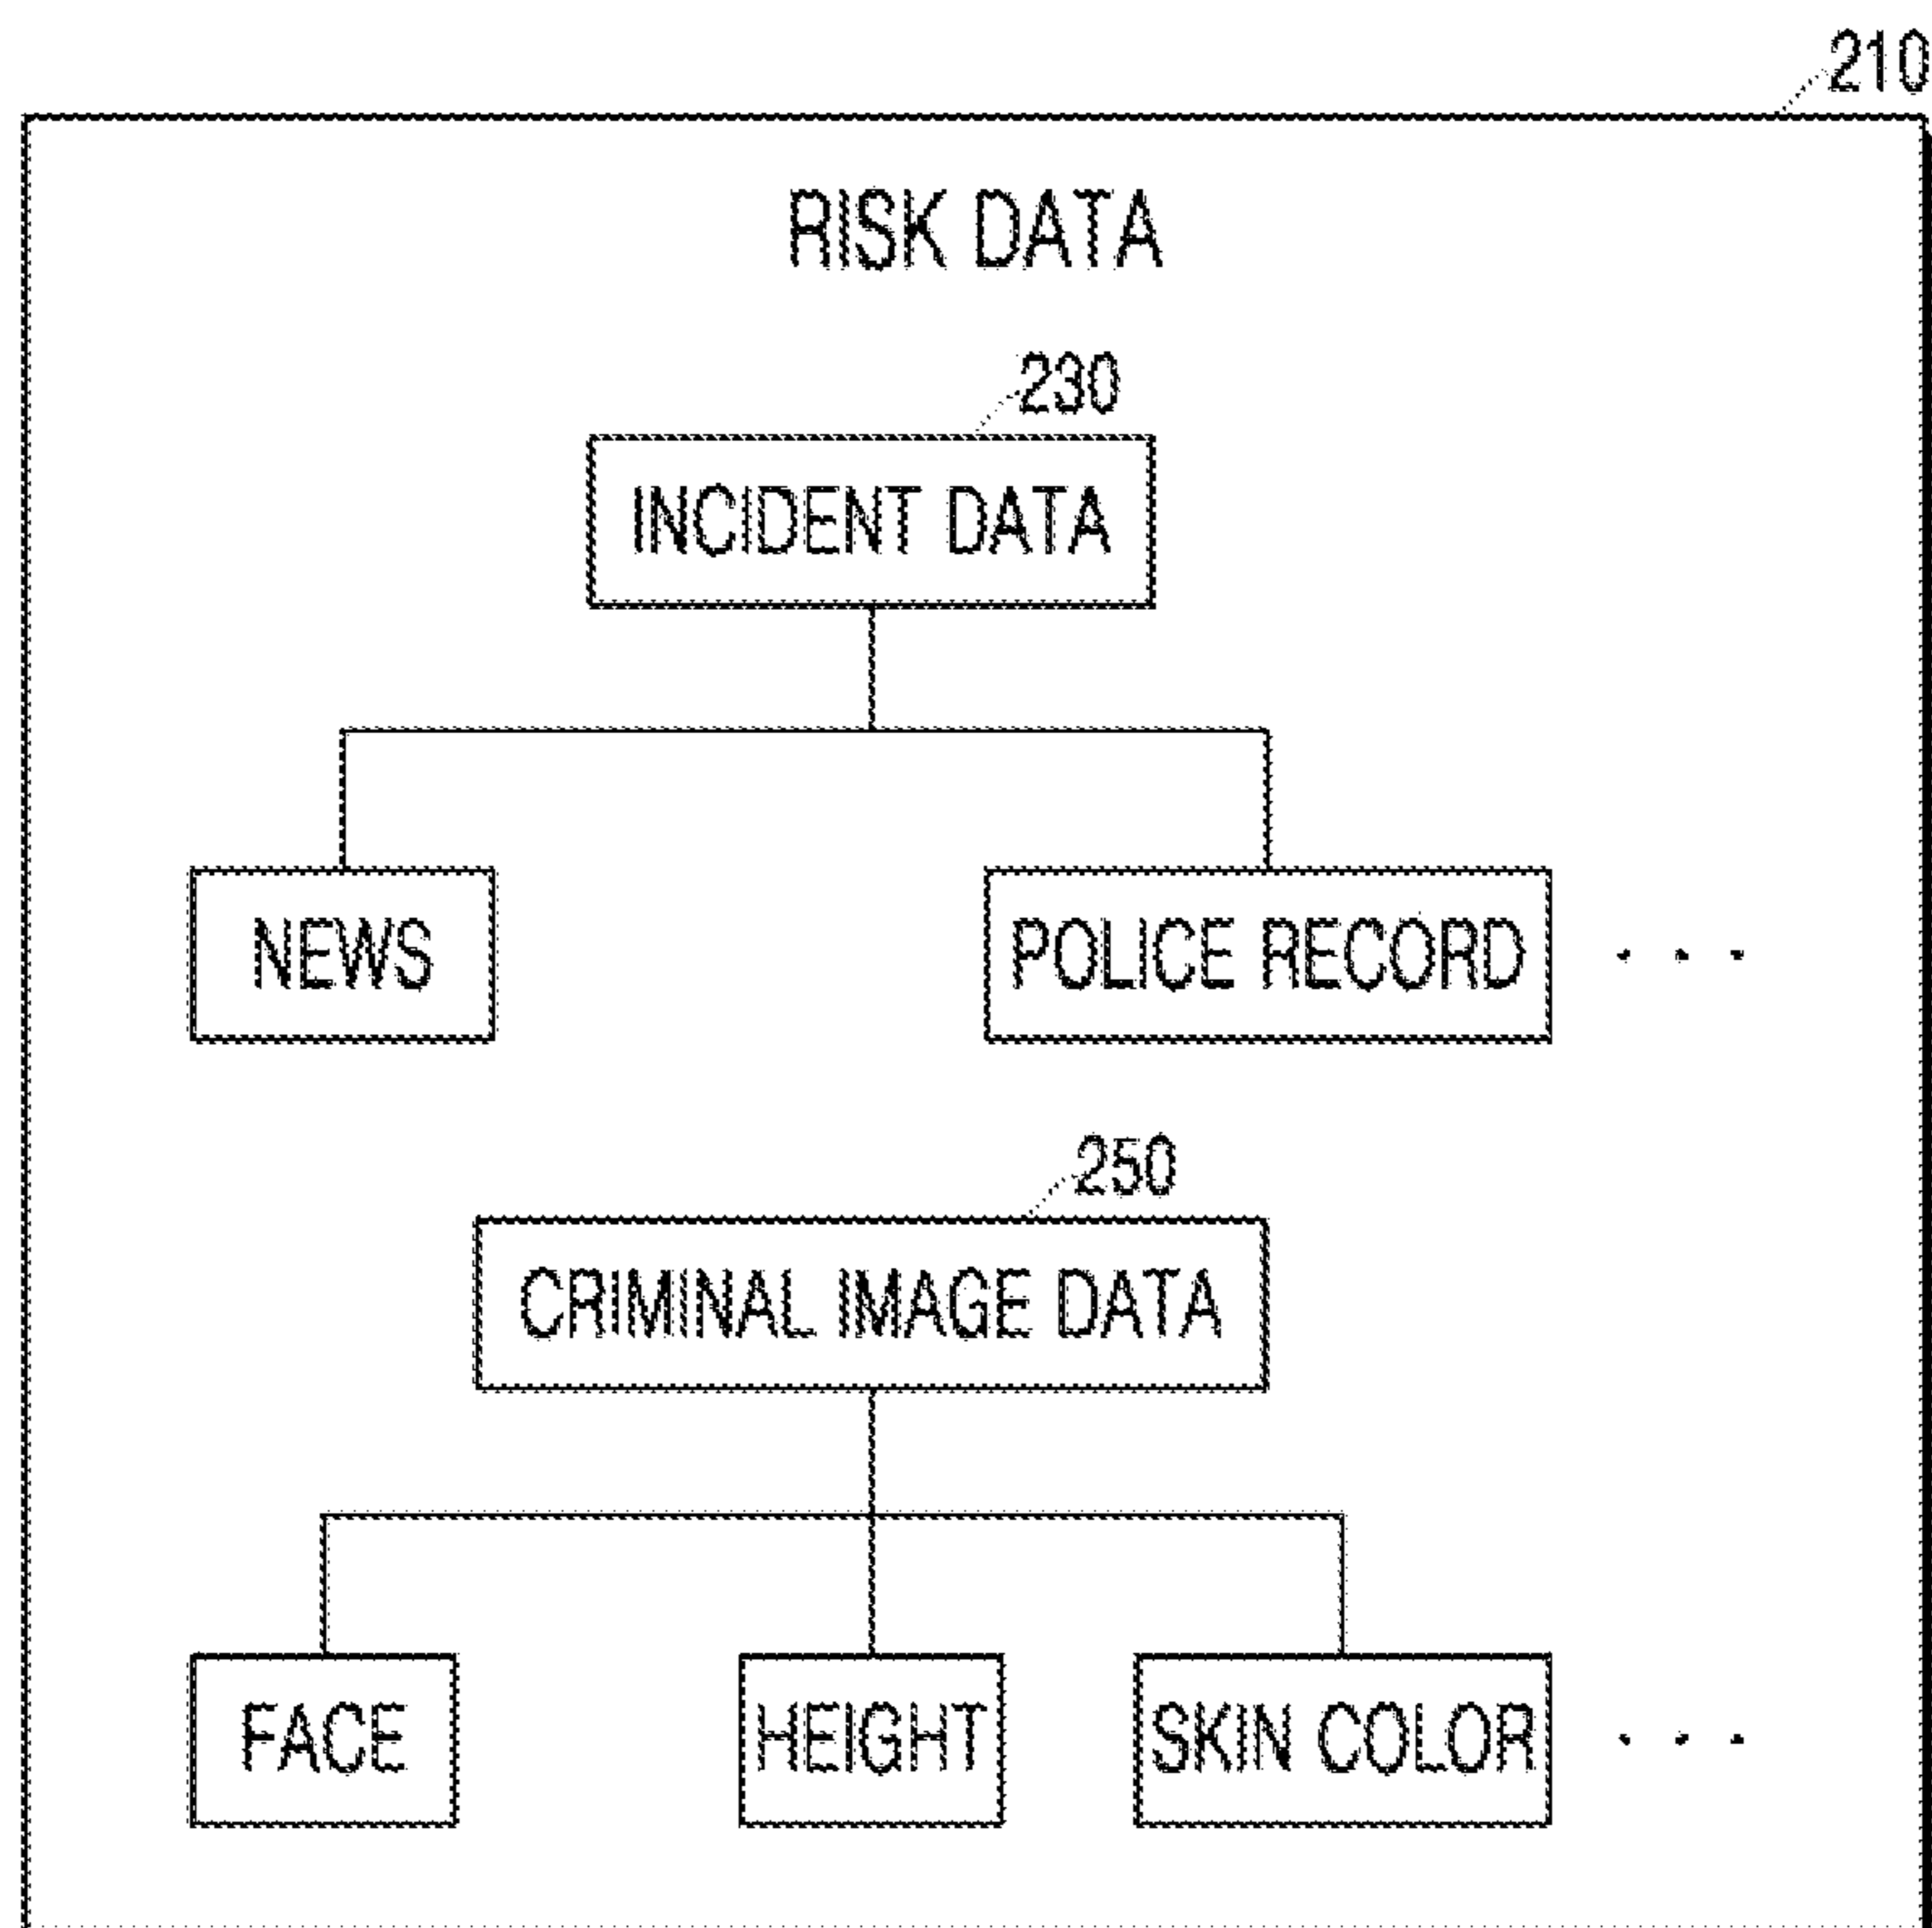 210
RISK DATA
230
INCIDENT DATA
NEWS
POLICE RECORD
. . .
250
CRIMINAL IMAGE DATA
FACE
HEIGHT
SKIN COLOR
. . .